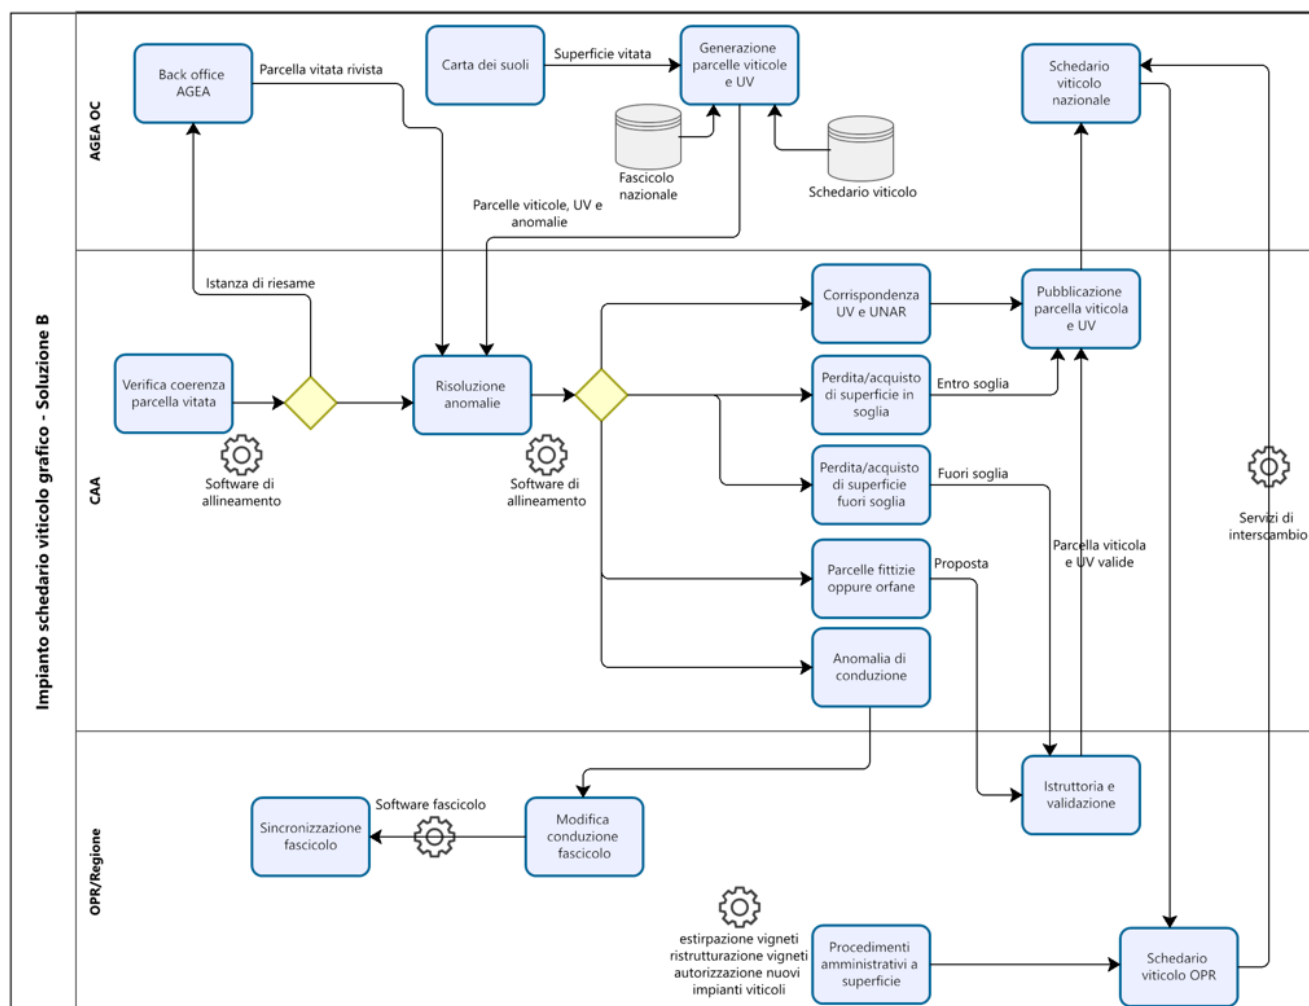 Impianto schedario viticolo grafico - Soluzione B
AGEA OC
Back office
AGEA
Parcella vitata rivista
Carta dei suoli
Superficie vitata
Generazione
parcelle viticole
e UV
Schedario
viticolo
nazionale
Fascicolo
nazionale
Schedario viticolo
Parcelle viticole, UV e
anomalie
CAA
Istanza di riesame
Verifica coerenza
parcella vitata
Software di
allineamento
Risoluzione
anomalie
Software di
allineamento
Corrispondenza
UV e UNAR
Pubblicazione
parcella viticola
e UV
Perdita/acquisto
di superficie in
soglia
Entro soglia
Perdita/acquisto
di superficie
fuori soglia
Fuori soglia
Servizi di
interscambio
Parcella viticola
e UV valide
Parcelle fittizie
oppure orfane
Proposta
Anomalia di
conduzione
OPR/Regione
Sincronizzazione
fascicolo
Software fascicolo
Modifica
conduzione
fascicolo
Istruttoria e
validazione
estirpazione vigneti
ristrutturazione vigneti
autorizzazione nuovi
impianti viticoli
Procedimenti
amministrativi a
superficie
Schedario
viticolo OPR